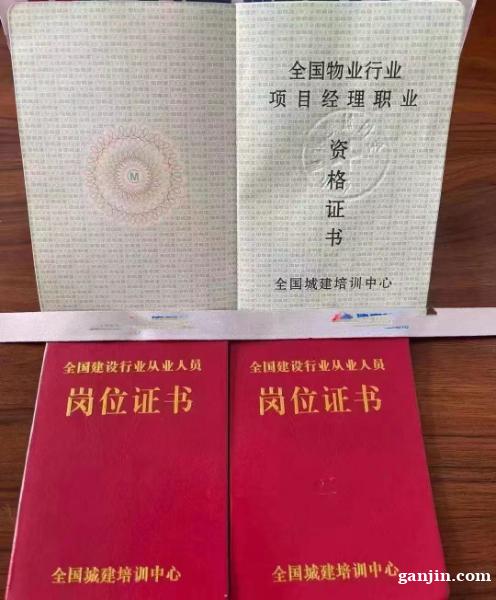 全国物业行业
项目经理职业
资
格
证
书
全国城建培训中心
M
全国建设行业从业人员
岗位证书
全国城建培训中心
全国建设行业从业人员
岗位证书
全国城建培训中心
ganjin.com